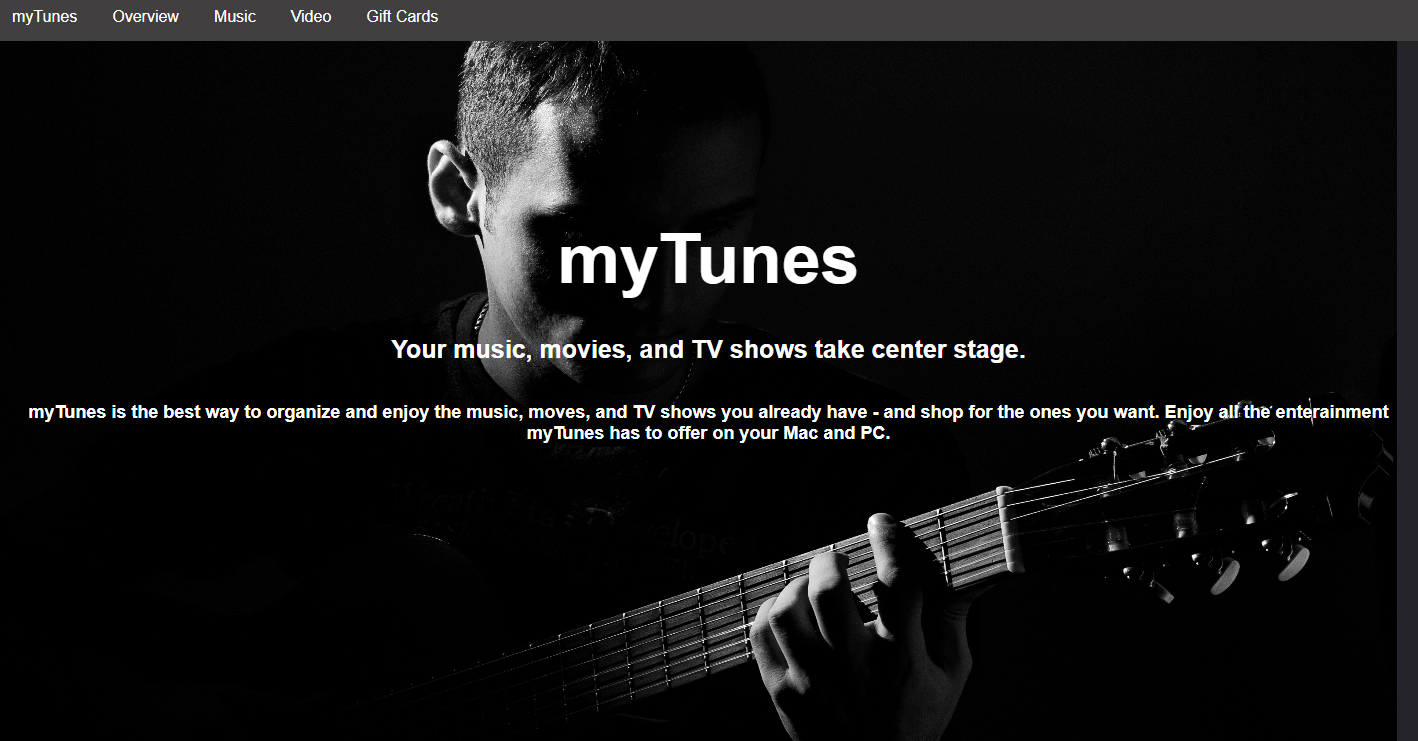 myTunes Overview Music Video Gift Cards
myTunes
Your music, movies, and TV shows take center stage.
myTunes is the best way to organize and enjoy the music, moves, and TV shows you already have - and shop for the ones you want. Enjoy all the enterainment
myTunes has to offer on your Mac and PC.